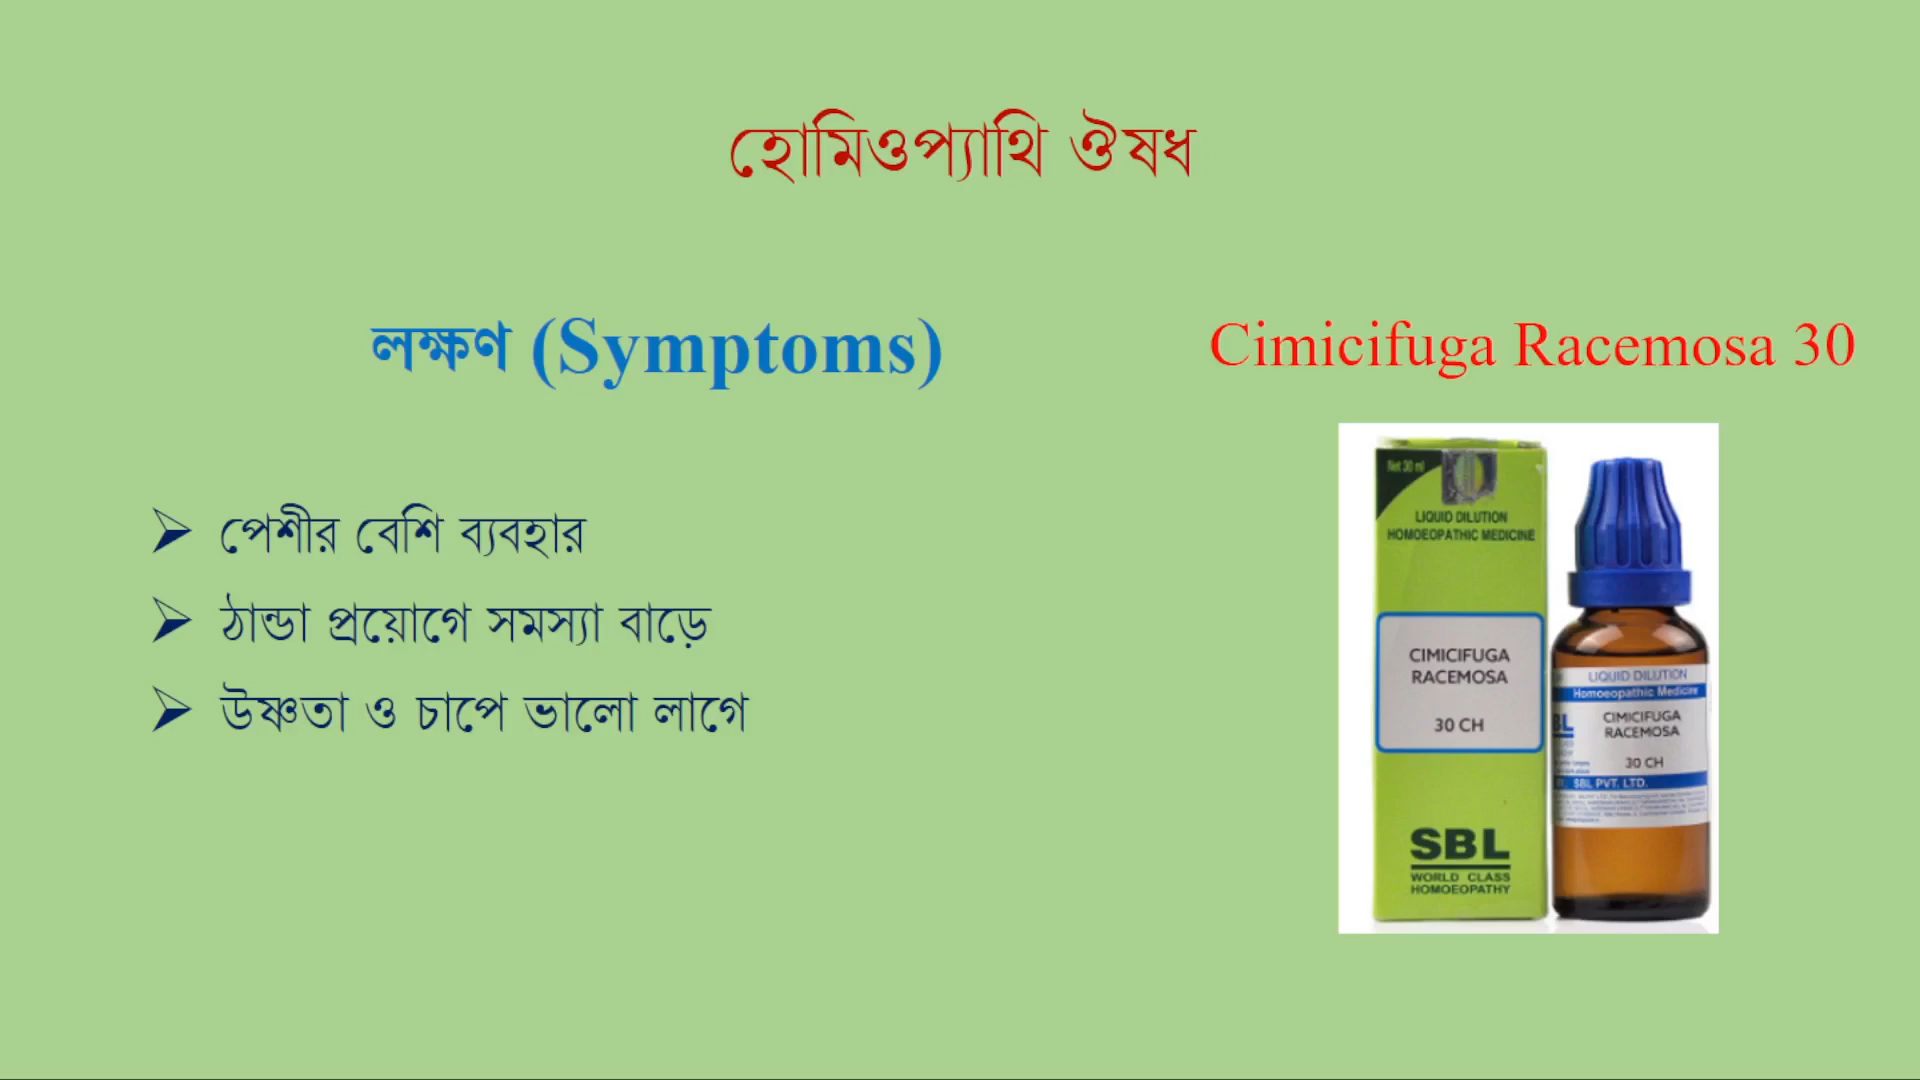 হোমিওপ্যাথি ঔষধ
লক্ষণ (Symptoms)
Cimicifuga Racemosa 30
পেশীর বেশি ব্যবহার
ঠান্ডা প্রয়োগে সমস্যা বাড়ে
উষ্ণতা ও চাপে ভালো লাগে
Net 30 ml
LIQUID DILUTION
HOMOEOPATHIC MEDICINE
CIMICIFUGA
RACEMOSA
30 CH
SBL
WORLD CLASS
HOMOEOPATHY
LIQUID DILUTION
Homoeopathic Medicine
BL
CIMICIFUGA
RACEMOSA
30 CH
SBL PVT. LTD.